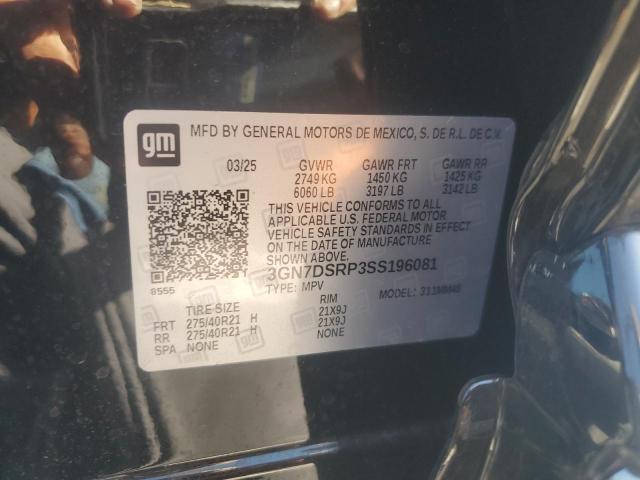 gm
MFD BY GENERAL MOTORS DE MEXICO, S. DE R.L. DE C.V.
03/25 GVWR GAWR FRT GAWR RR
2749 KG 1450 KG 1425 KG
6060 LB 3197 LB 3142 LB
THIS VEHICLE CONFORMS TO ALL
APPLICABLE U.S. FEDERAL MOTOR
VEHICLE SAFETY STANDARDS IN EFFECT
ON THE DATE OF MANUFACTURE
SHOWN ABOVE.
3GN7DSRP3SS196081
8555
TYPE: MPV MODEL:
TIRE SIZE RIM
FRT 275/40R21 H 21X9J
RR 275/40R21 H 21X9J
SPA NONE NONE